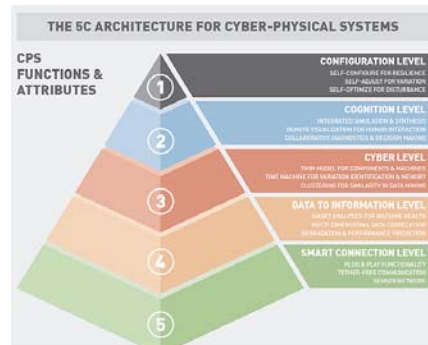 THE 5C ARCHITECTURE FOR CYBER-PHYSICAL SYSTEMS
CPS
FUNCTIONS &
ATTRIBUTES
1
CONFIGURATION LEVEL
SELF-CONFIGURE FOR RESILIENCE
SELF-ADJUST FOR VARIATION
SELF-OPTIMIZE FOR DISTURBANCE
2
COGNITION LEVEL
INTEGRATED SIMULATION & SYNTHESIS
REMOTE VISUALIZATION FOR HUMAN INTERACTION
COLLABORATIVE DIAGNOSTICS & DECISION MAKING
3
CYBER LEVEL
TWIN MODEL FOR COMPONENTS & MACHINES
TIME MACHINE FOR VARIATION IDENTIFICATION & MEMORY
CLUSTERING FOR SIMILARITY IN DATA MINING
4
DATA TO INFORMATION LEVEL
SMART ANALYTICS FOR MACHINE HEALTH
MULTI-DIMENSIONAL DATA CORRELATION
DEGRADATION & PERFORMANCE PREDICTION
5
SMART CONNECTION LEVEL
PLUG & PLAY FUNCTIONALITY
TETHER-FREE COMMUNICATION
SENSOR NETWORK